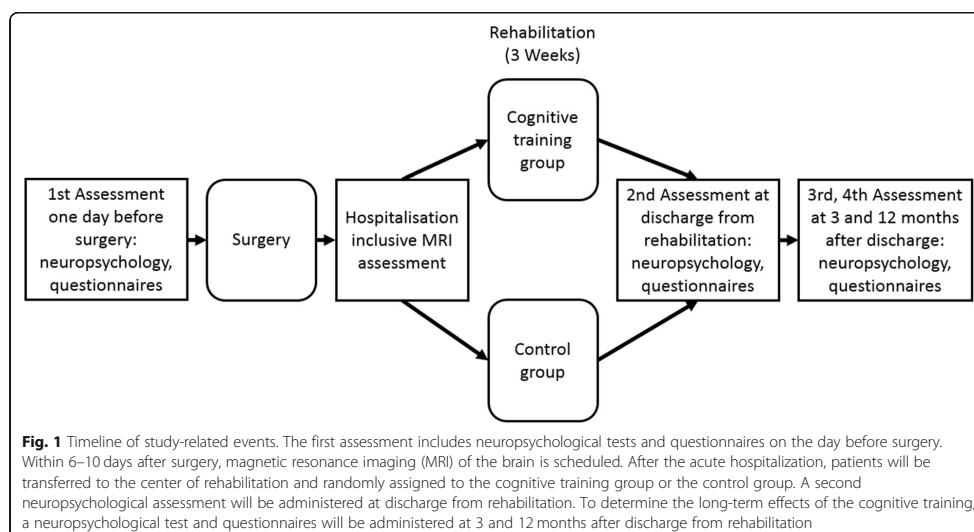 Rehabilitation
(3 Weeks)
Cognitive
training
group
1st Assessment
one day before
surgery:
neuropsychology,
questionnaires
Surgery
Hospitalisation
inclusive MRI
assessment
2nd Assessment at
discharge from
rehabilitation:
neuropsychology,
questionnaires
3rd, 4th Assessment
at 3 and 12 months
after discharge:
neuropsychology,
questionnaires
Control
group
Fig. 1 Timeline of study-related events. The first assessment includes neuropsychological tests and questionnaires on the day before surgery.
Within 6–10 days after surgery, magnetic resonance imaging (MRI) of the brain is scheduled. After the acute hospitalization, patients will be
transferred to the center of rehabilitation and randomly assigned to the cognitive training group or the control group. A second
neuropsychological assessment will be administered at discharge from rehabilitation. To determine the long-term effects of the cognitive training
a neuropsychological test and questionnaires will be administered at 3 and 12 months after discharge from rehabilitation